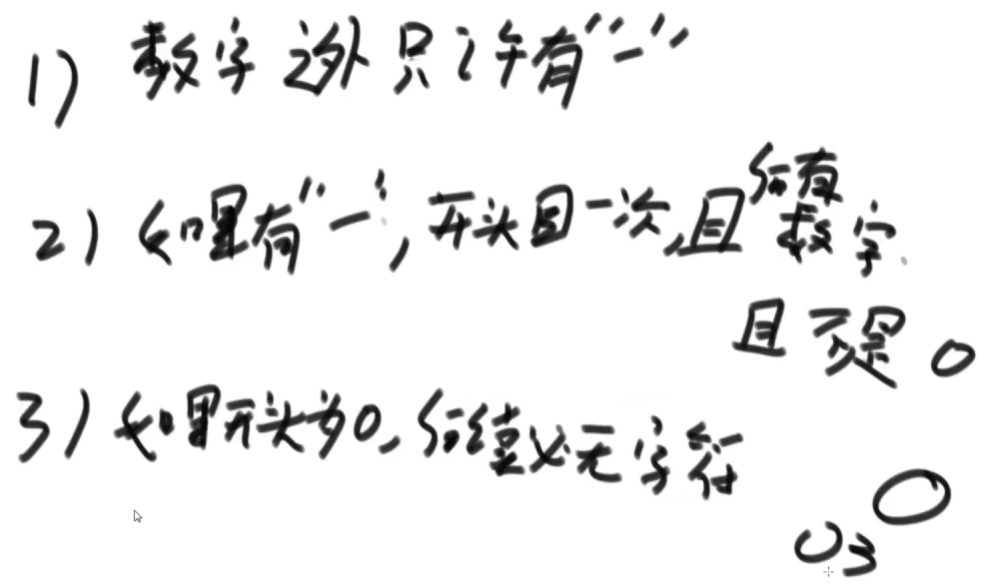 1) 数字之外只许有“—”
2) 如果有“—”,开头且一次,且后有数字
且不是0
3) 如果开头为0,后续必无字符
0
03